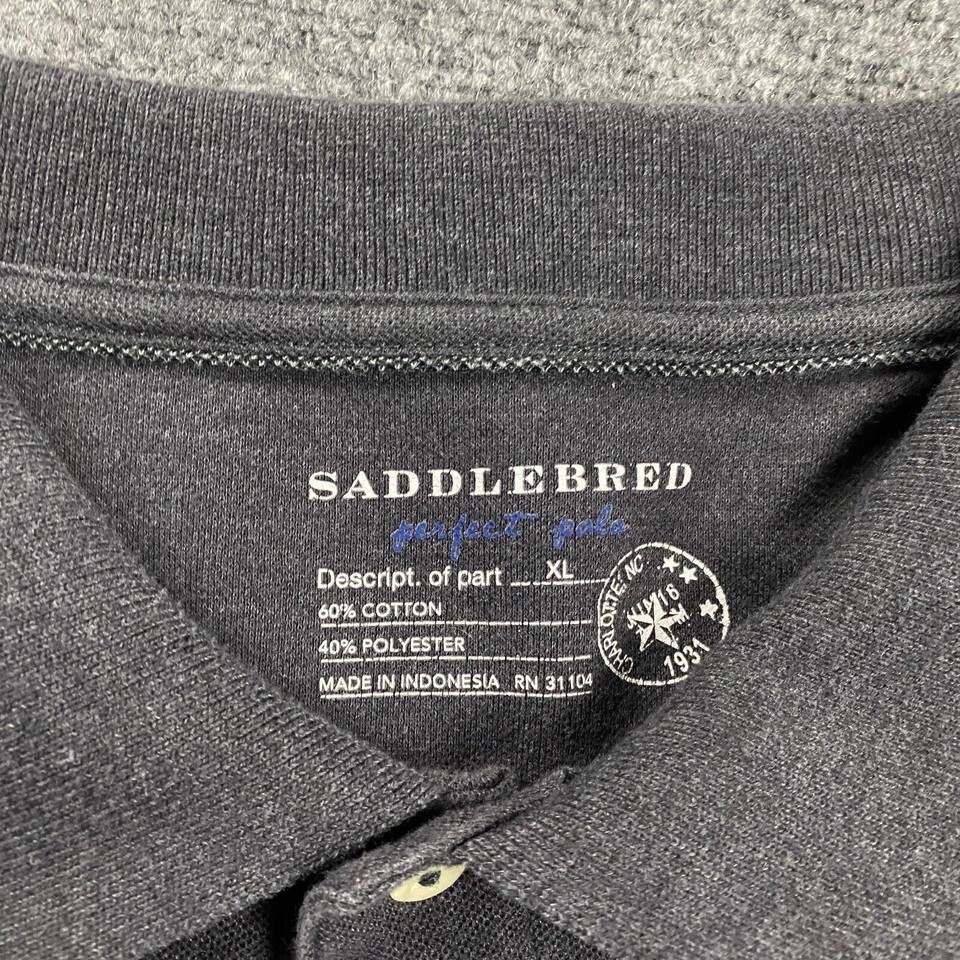 SADDLEBRED
perfect polo
Descript. of part XL
60% COTTON
40% POLYESTER
MADE IN INDONESIA RN 31104
CHARLOTTE, NC
18
1931